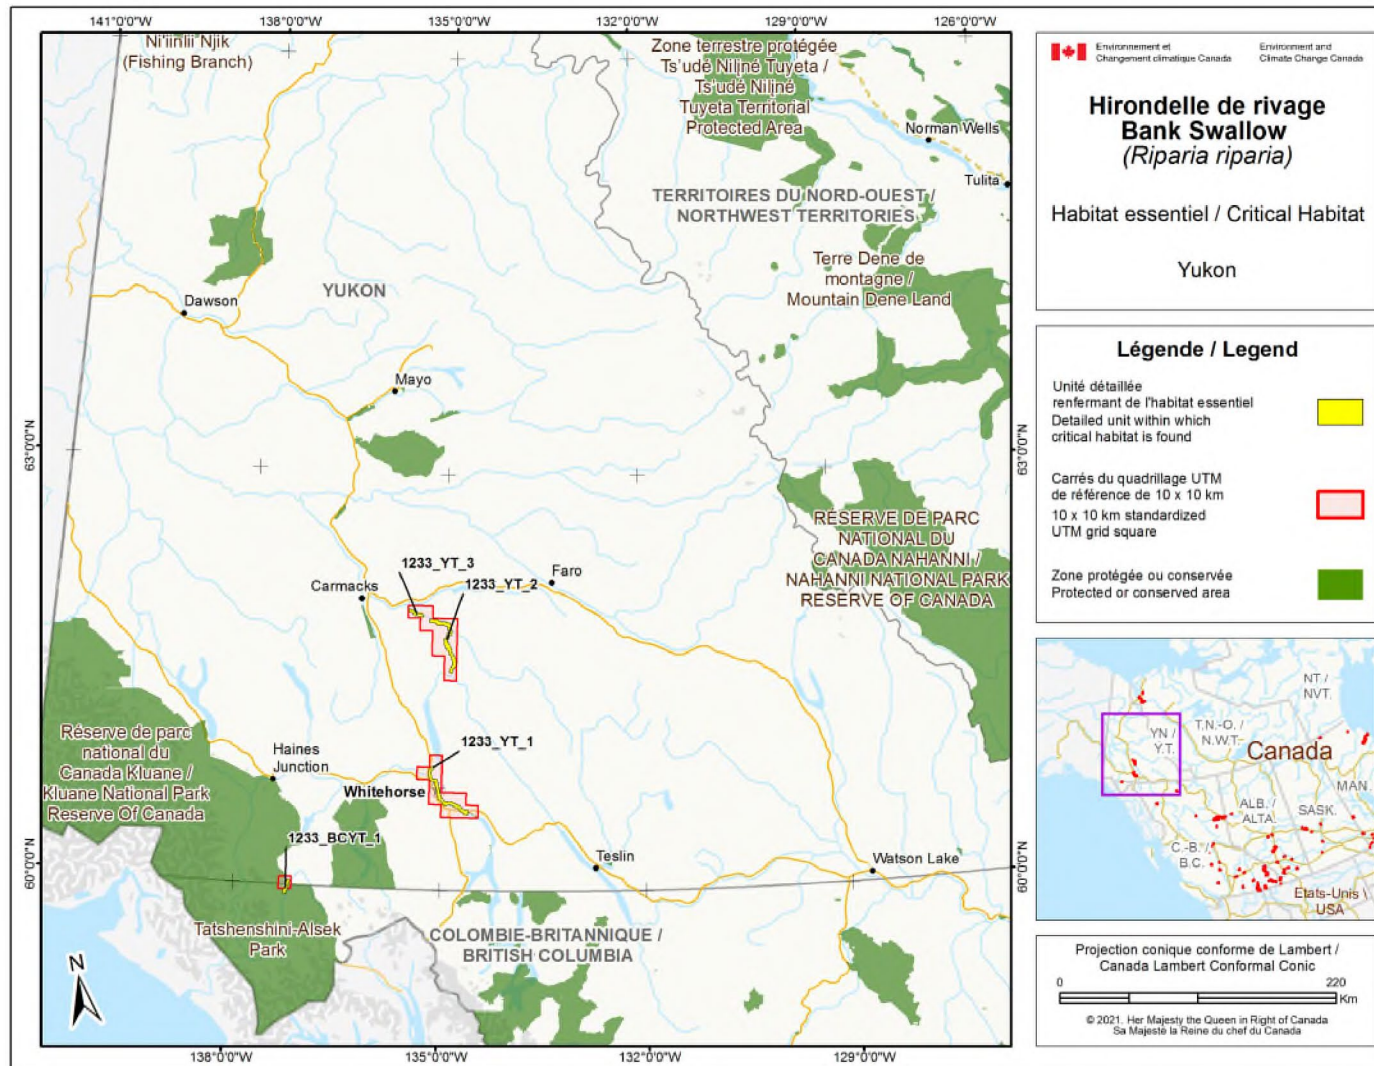 141°0'0"W
138°0'0"W
135°0'0"W
132°0'0"W
129°0'0"W
126°0'0"W
Ni'iinlii Njik
(Fishing Branch)
Zone terrestre protégée
Ts'udé Nilįné Tuyeta /
Ts'udé Nilįné
Tuyeta Territorial
Protected Area
Norman Wells
Tulita
TERRITOIRES DU NORD-OUEST /
NORTHWEST TERRITORIES
Terre Dene de
montagne /
Mountain Dene Land
YUKON
Dawson
Mayo
63°0'0"N
63°0'0"N
RÉSERVE DE PARC
NATIONAL DU
CANADA NAHANNI /
NAHANNI NATIONAL PARK
RESERVE OF CANADA
1233_YT_3
1233_YT_2
Faro
Carmacks
1233_YT_1
Haines
Junction
Whitehorse
Réserve de parc
national du
Canada Kluane /
Kluane National Park
Reserve Of Canada
1233_BCYT_1
60°0'0"N
60°0'0"N
Teslin
Watson Lake
Tatshenshini-Alsek
Park
COLOMBIE-BRITANNIQUE /
BRITISH COLUMBIA
N
138°0'0"W
135°0'0"W
132°0'0"W
129°0'0"W
Environnement et
Changement climatique Canada
Environment and
Climate Change Canada
Hirondelle de rivage
Bank Swallow
(Riparia riparia)
Habitat essentiel / Critical Habitat
Yukon
Légende / Legend
Unité détaillée
renfermant de l'habitat essentiel
Detailed unit within which
critical habitat is found
Carrés du quadrillage UTM
de référence de 10 x 10 km
10 x 10 km standardized
UTM grid square
Zone protégée ou conservée
Protected or conserved area
NT /
NVT.
YN /
Y.T.
T.N.-O. /
N.W.T.
Canada
MAN.
ALB. /
ALTA.
SASK.
C.-B. /
B.C.
Etats-Unis \
USA
Projection conique conforme de Lambert /
Canada Lambert Conformal Conic
0
220
Km
© 2021. Her Majesty the Queen in Right of Canada
Sa Majesté la Reine du chef du Canada